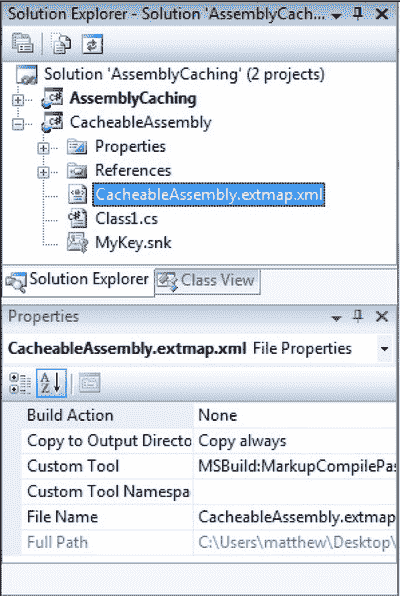 Solution Explorer - Solution 'AssemblyCach...
Solution 'AssemblyCaching' (2 projects)
AssemblyCaching
CacheableAssembly
Properties
References
CacheableAssembly.extmap.xml
Class1.cs
MyKey.snk
Solution Explorer Class View
Properties
CacheableAssembly.extmap.xml File Properties
Build Action None
Copy to Output Directo Copy always
Custom Tool MSBuild:MarkupCompilePas
Custom Tool Namespa
File Name CacheableAssembly.extmap
Full Path C:\Users\matthew\Desktop\